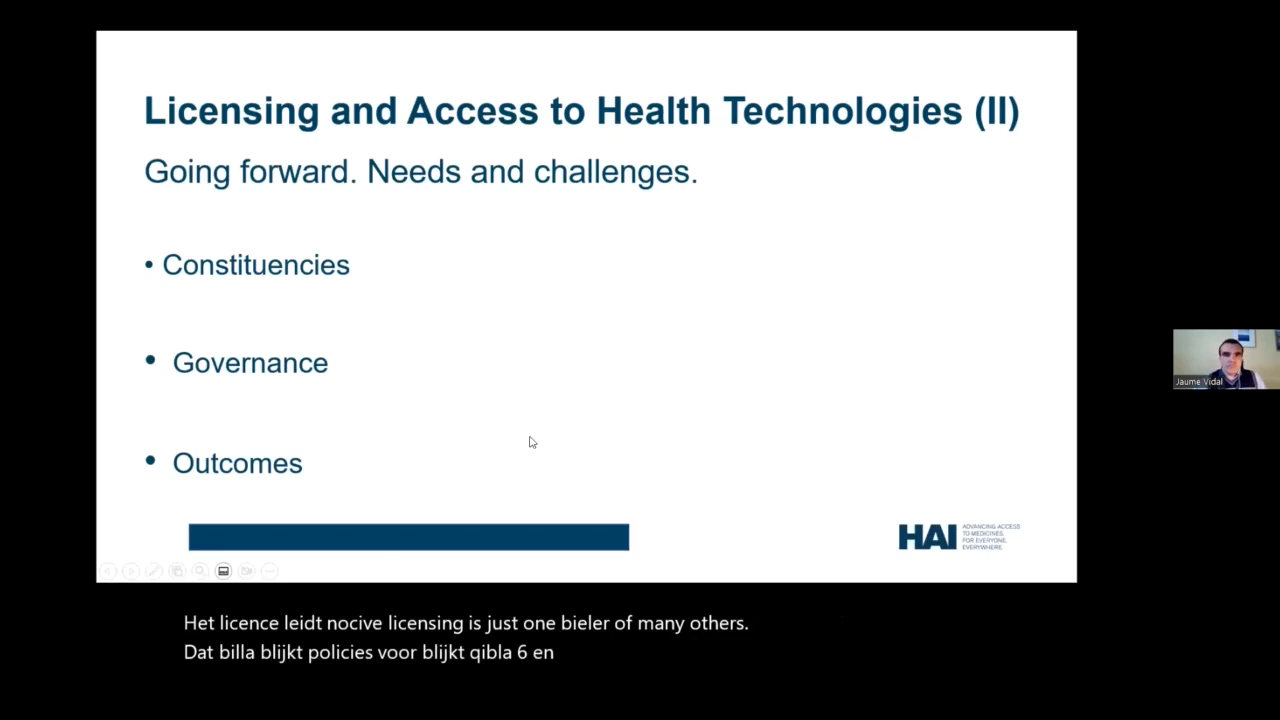 Licensing and Access to Health Technologies (II)
Going forward. Needs and challenges.
• Constituencies
• Governance
• Outcomes
HAI
ADVANCING ACCESS
TO MEDICINES.
FOR EVERYONE.
EVERYWHERE.
Jaume Vidal
Het licence leidt nocive licensing is just one bieler of many others.
Dat billa blijkt policies voor blijkt qibla 6 en